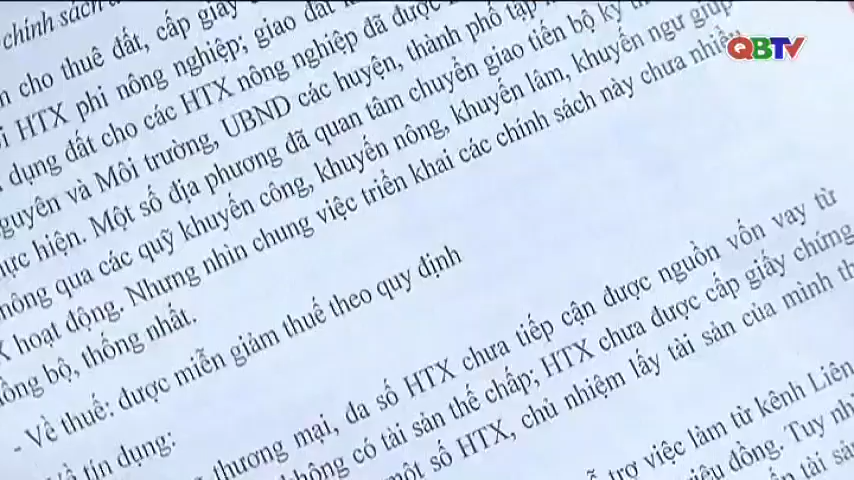 chính sách
cho thuê đất, cấp giấy
HTX phi nông nghiệp; giao đất
dụng đất cho các HTX nông nghiệp đã được
guyên và Môi trường, UBND các huyện, thành phố tập
ực hiện. Một số địa phương đã quan tâm chuyển giao tiến bộ kỹ
hông qua các quỹ khuyến công, khuyến nông, khuyến lâm, khuyến ngư giúp
X hoạt động. Nhưng nhìn chung việc triển khai các chính sách này chưa nhiều
ồng bộ, thống nhất.
- Về thuế: được miễn giảm thuế theo quy định
Về tín dụng:
thương mại, đa số HTX chưa tiếp cận được nguồn vốn vay từ
không có tài sản thế chấp; HTX chưa được cấp giấy chứng
một số HTX, chủ nhiệm lấy tài sản của mình th
trợ việc làm từ kênh Liên
iệu đồng. Tuy nhi
tài sản
QBTV